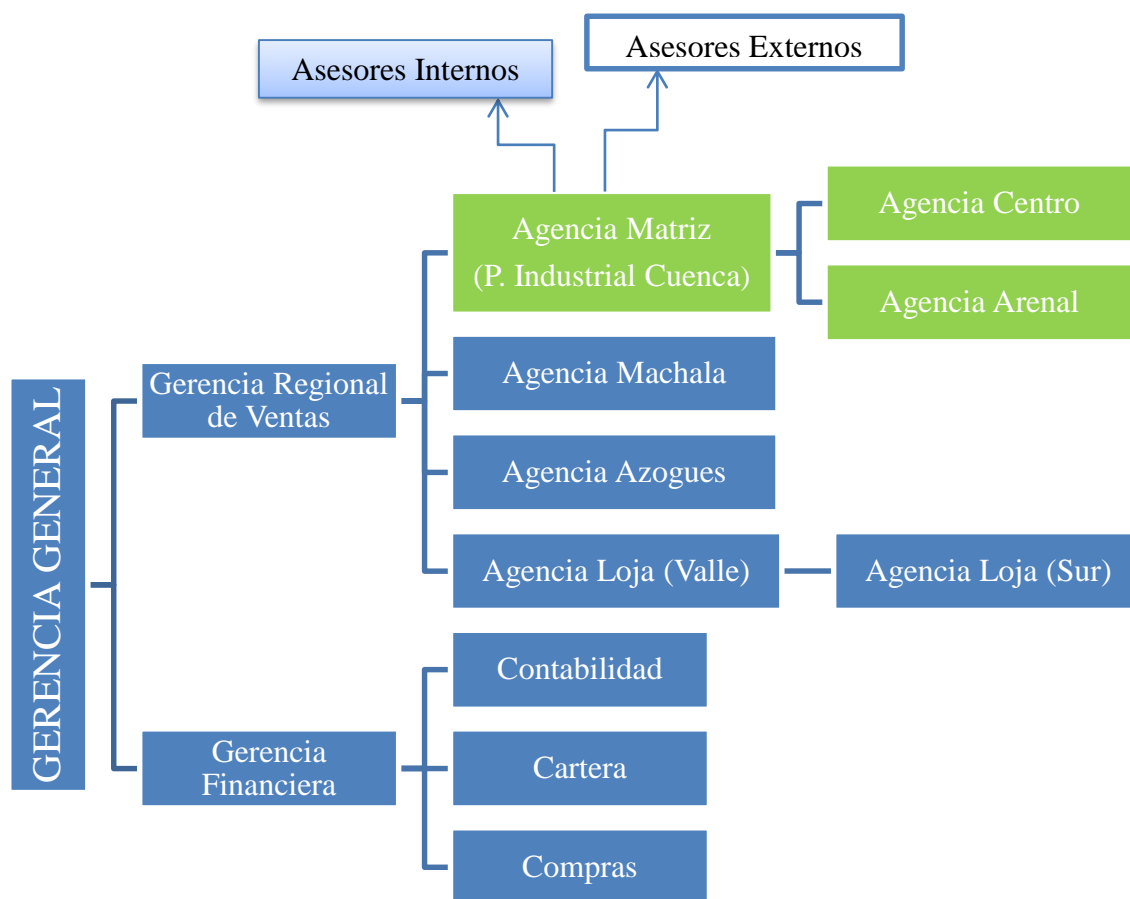 Asesores Internos
Asesores Externos
Agencia Matriz
(P. Industrial Cuenca)
Agencia Centro
Agencia Arenal
GERENCIA GENERAL
Gerencia Regional
de Ventas
Agencia Machala
Agencia Azogues
Agencia Loja (Valle)
Agencia Loja (Sur)
Gerencia
Financiera
Contabilidad
Cartera
Compras